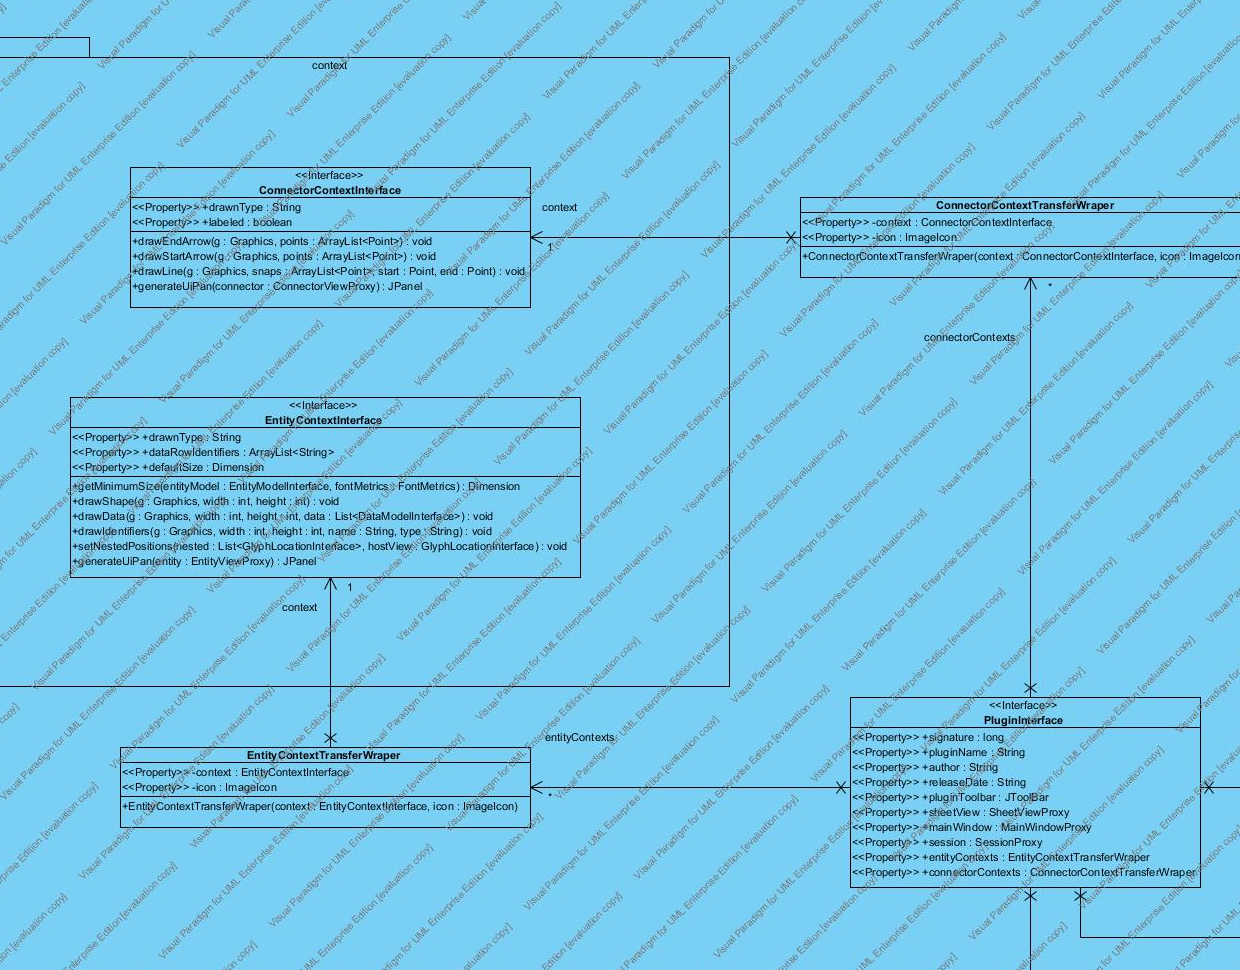 context
<<Interface>>
ConnectorContextInterface
<<Property>> +drawnType : String
<<Property>> +labeled : boolean
+drawEndArrow(g : Graphics, points : ArrayList<Point>) : void
+drawStartArrow(g : Graphics, points : ArrayList<Point>) : void
+drawLine(g : Graphics, snaps : ArrayList<Point>, start : Point, end : Point) : void
+generateUiPan(connector : ConnectorViewProxy) : JPanel
context
1
ConnectorContextTransferWraper
<<Property>> -context : ConnectorContextInterface
<<Property>> -icon : ImageIcon
+ConnectorContextTransferWraper(context : ConnectorContextInterface, icon : ImageIcon
*
connectorContexts
<<Interface>>
EntityContextInterface
<<Property>> +drawnType : String
<<Property>> +dataRowIdentifiers : ArrayList<String>
<<Property>> +defaultSize : Dimension
+getMinimumSize(entityModel : EntityModelInterface, fontMetrics : FontMetrics) : Dimension
+drawShape(g : Graphics, width : int, height : int) : void
+drawData(g : Graphics, width : int, height : int, data : List<DataModelInterface>) : void
+drawIdentifiers(g : Graphics, width : int, height : int, name : String, type : String) : void
+setNestedPositions(nested : List<GlyphLocationInterface>, hostView : GlyphLocationInterface) : void
+generateUiPan(entity : EntityViewProxy) : JPanel
1
context
EntityContextTransferWraper
<<Property>> -context : EntityContextInterface
<<Property>> -icon : ImageIcon
+EntityContextTransferWraper(context : EntityContextInterface, icon : ImageIcon)
entityContexts
*
<<Interface>>
PluginInterface
<<Property>> +signature : long
<<Property>> +pluginName : String
<<Property>> +author : String
<<Property>> +releaseDate : String
<<Property>> +pluginToolbar : JToolBar
<<Property>> +sheetView : SheetViewProxy
<<Property>> +mainWindow : MainWindowProxy
<<Property>> +session : SessionProxy
<<Property>> +entityContexts : EntityContextTransferWraper
<<Property>> +connectorContexts : ConnectorContextTransferWraper
Visual Paradigm for UML Enterprise Edition [evaluation copy]